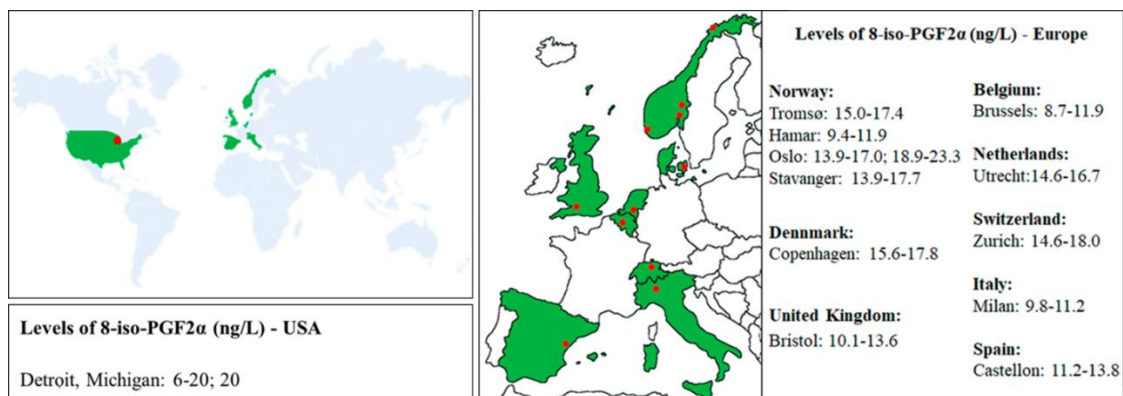 Levels of 8-iso-PGF2α (ng/L) - USA
Detroit, Michigan: 6-20; 20
Levels of 8-iso-PGF2α (ng/L) - Europe
Norway:
Tromsø: 15.0-17.4
Hamar: 9.4-11.9
Oslo: 13.9-17.0; 18.9-23.3
Stavanger: 13.9-17.7
Dennmark:
Copenhagen: 15.6-17.8
United Kingdom:
Bristol: 10.1-13.6
Belgium:
Brussels: 8.7-11.9
Netherlands:
Utrecht:14.6-16.7
Switzerland:
Zurich: 14.6-18.0
Italy:
Milan: 9.8-11.2
Spain:
Castellon: 11.2-13.8